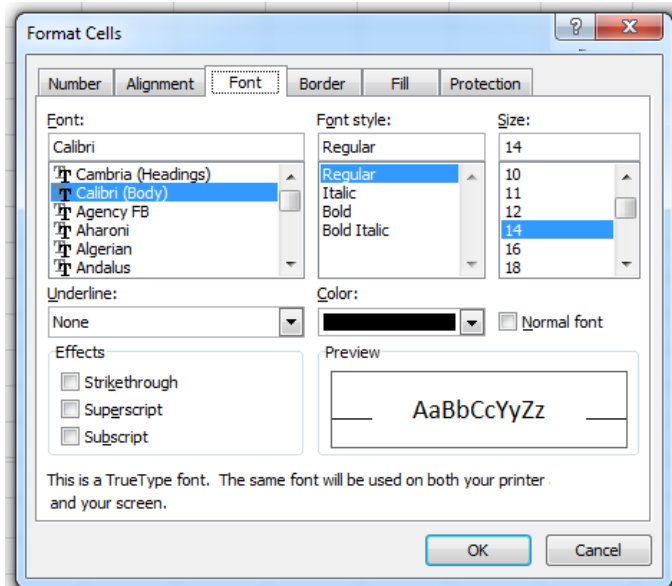 Format Cells
Number Alignment Font Border Fill Protection
Font: Font style: Size:
Calibri Regular 14
Cambria (Headings) Regular 10
Calibri (Body) Italic 11
Agency FB Bold 12
Aharoni Bold Italic 14
Algerian 16
Andalus 18
Underline: Color:
None Normal font
Effects Preview
Strikethrough
Superscript AaBbCcYyZz
Subscript
This is a TrueType font. The same font will be used on both your printer
and your screen.
OK Cancel